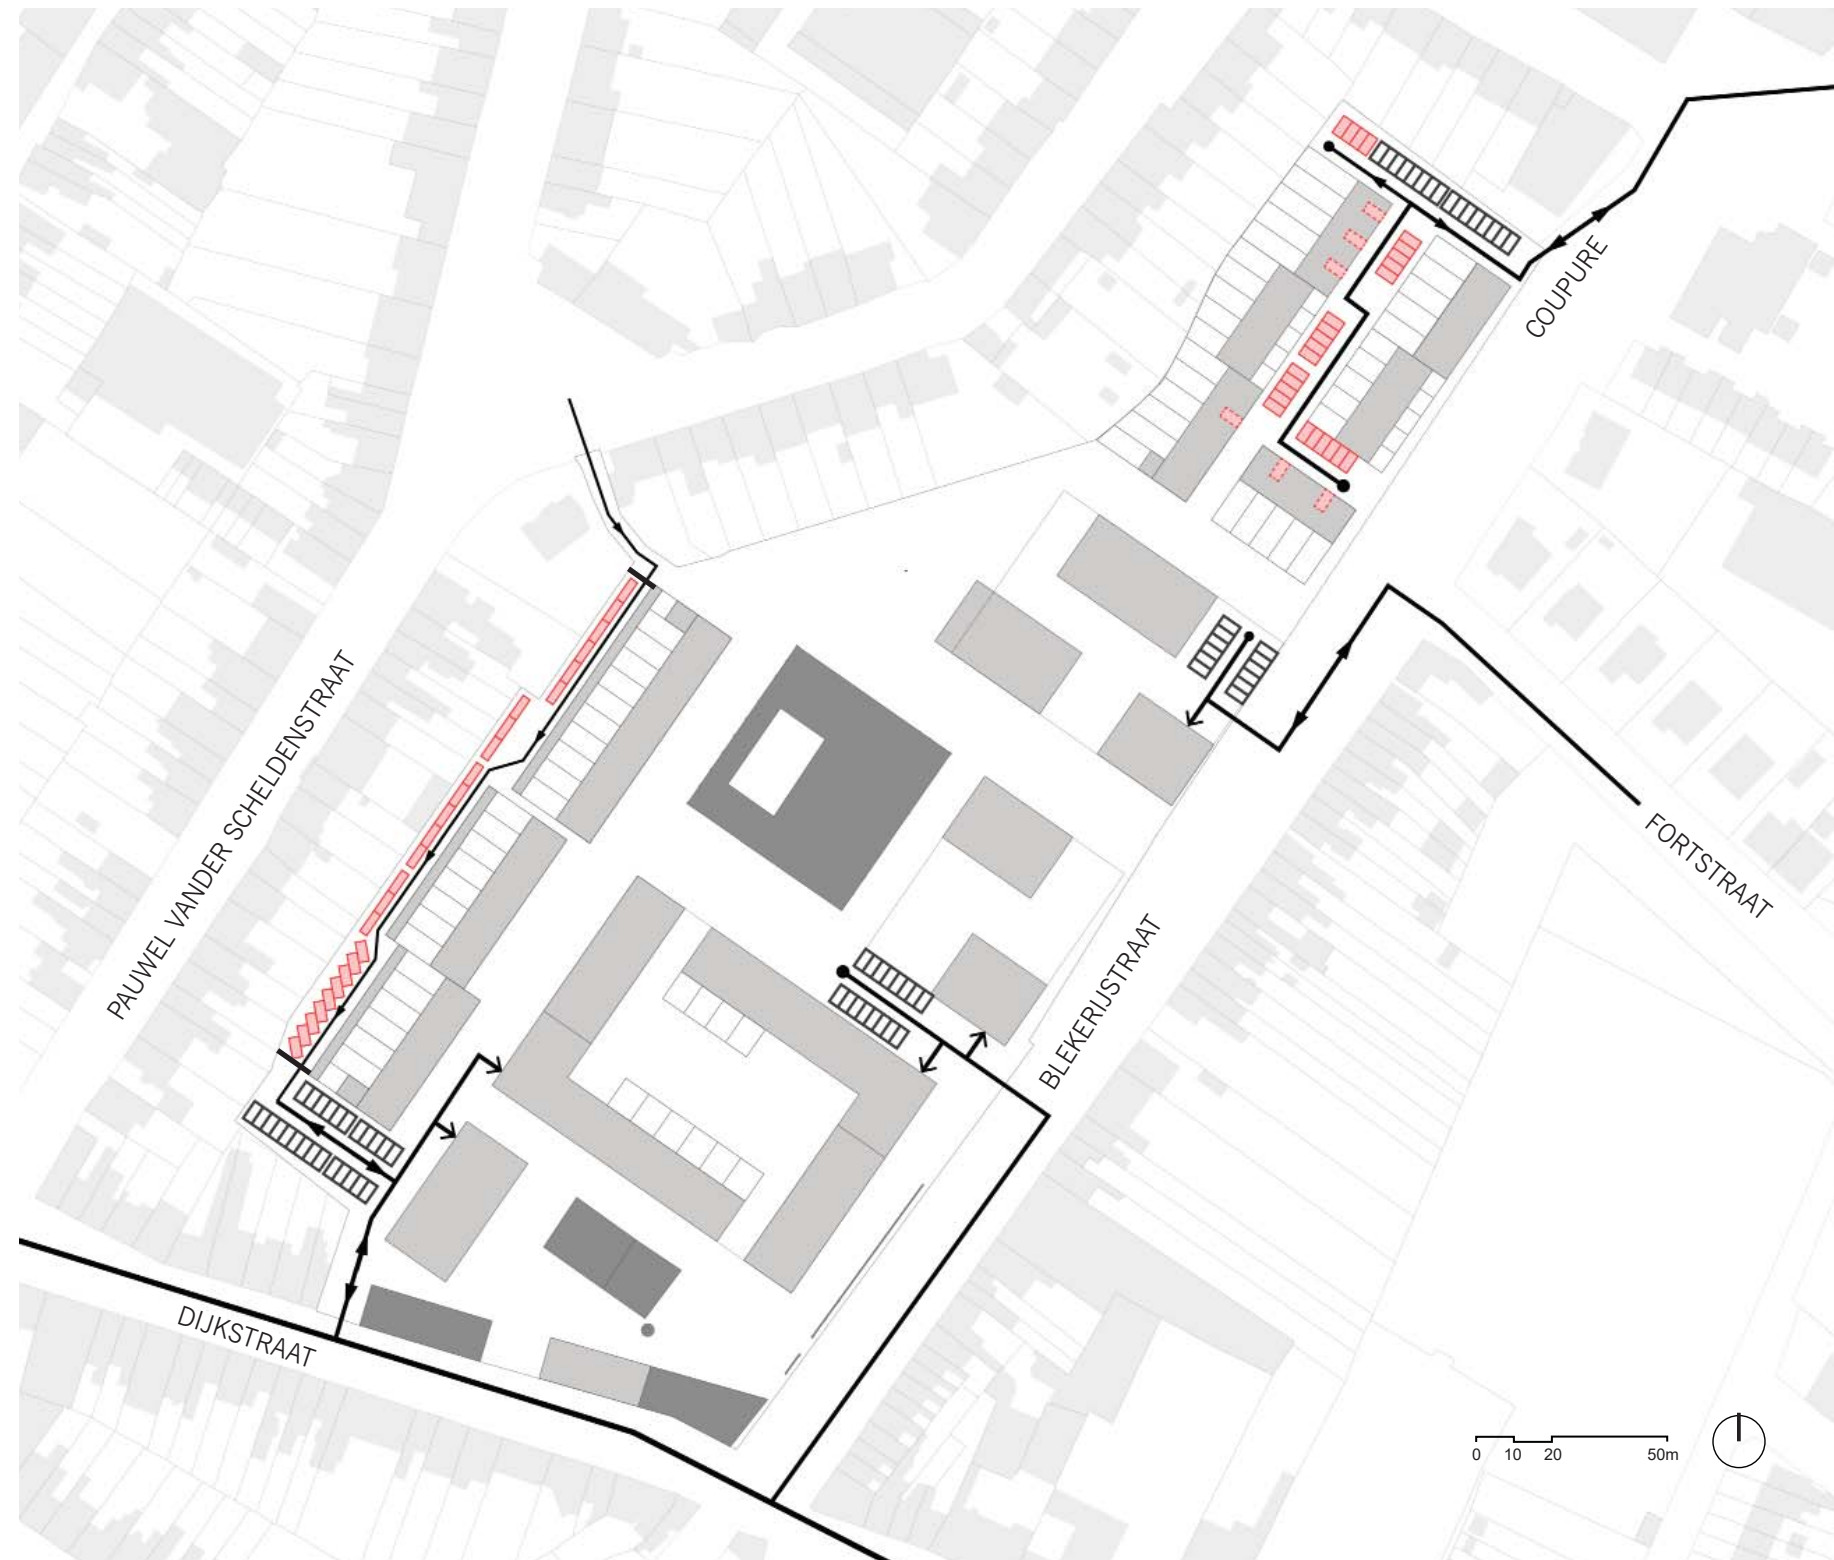 COUPURE
PAUWEL VANDER SCHELDENSTRAAT
FORTSTRAAT
BLEKERIJSTRAAT
DIJKSTRAAT
0 10 20 50m